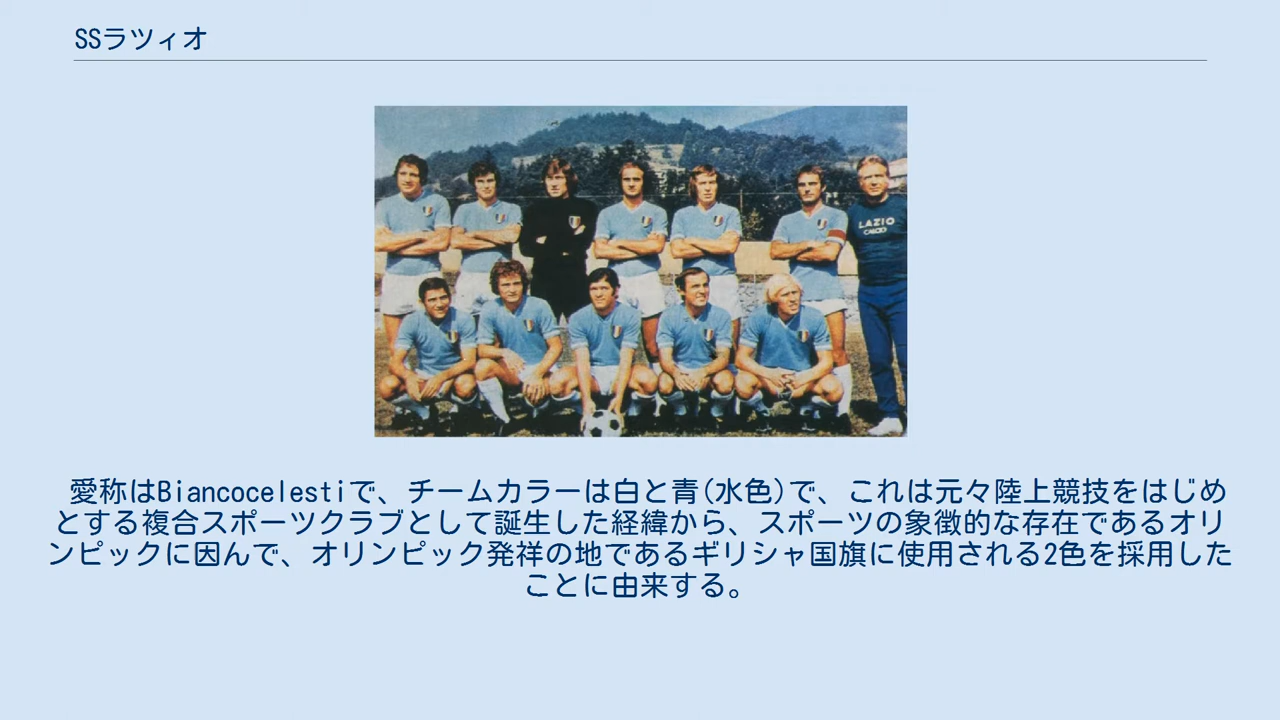 SSラツィオ
LAZIO
CALCIO
愛称はBiancocelestiで、チームカラーは白と青(水色)で、これは元々陸上競技をはじめ
とする複合スポーツクラブとして誕生した経緯から、スポーツの象徴的な存在であるオリ
ンピックに因んで、オリンピック発祥の地であるギリシャ国旗に使用される2色を採用した
ことに由来する。